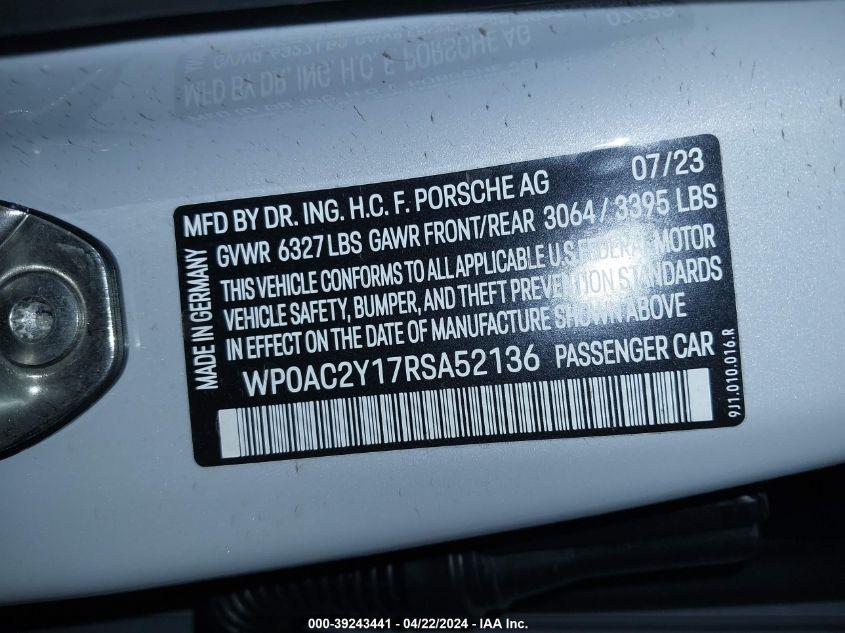 MFD BY DR. ING. H.C. F. PORSCHE AG 07/23
GVWR 6327 LBS GAWR FRONT/REAR 3064 / 3395 LBS
THIS VEHICLE CONFORMS TO ALL APPLICABLE U.S FEDERAL MOTOR
VEHICLE SAFETY, BUMPER, AND THEFT PREVENTION STANDARDS
IN EFFECT ON THE DATE OF MANUFACTURE SHOWN ABOVE
WP0AC2Y17RSA52136 PASSENGER CAR
MADE IN GERMANY
9J1.010.016.R
000-39243441 - 04/22/2024 - IAA Inc.